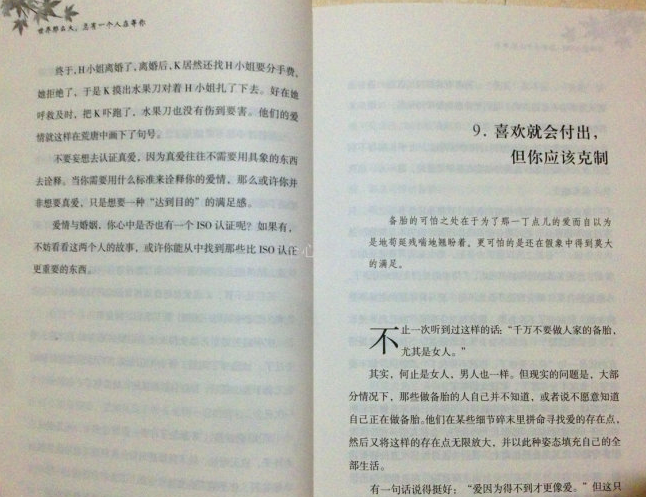 世界那么大，总有一个人在等你
终于，H小姐离婚了，离婚后，K居然还找H小姐要分手费，
她拒绝了，于是K摸出水果刀对着H小姐扎了下去。好在她
呼救及时，把K吓跑了，水果刀也没有伤到要害。他们的爱
情就这样在荒唐中画下了句号。
不要妄想去认证真爱，因为真爱往往不需要用具象的东西
去诠释。当你需要用什么标准来诠释你的爱情，那么或许你并
非想要真爱，只是想要一种“达到目的”的满足感。
爱情与婚姻，你心中是否也有一个ISO认证呢？如果有，
不妨看看这两个人的故事，或许你能从中找到那些比ISO认证
更重要的东西。
9. 喜欢就会付出，
但你应该克制
备胎的可怕之处在于为了那一丁点儿的爱而自以为
是地苟延残喘地翘盼着，更可怕的是还在假象中得到莫大
的满足。
不止一次听到过这样的话：“千万不要做人家的备胎，
尤其是女人。”
其实，何止是女人，男人也一样。但现实的问题是，大部
分情况下，那些做备胎的人自己并不知道，或者说不愿意知道
自己正在做备胎。他们在某些细节碎末里拼命寻找爱的存在点，
然后又将这样的存在点无限放大，并以此种姿态填充自己的全
部生活。
有一句话说得挺好：“爱因为得不到才更像爱。”但这只